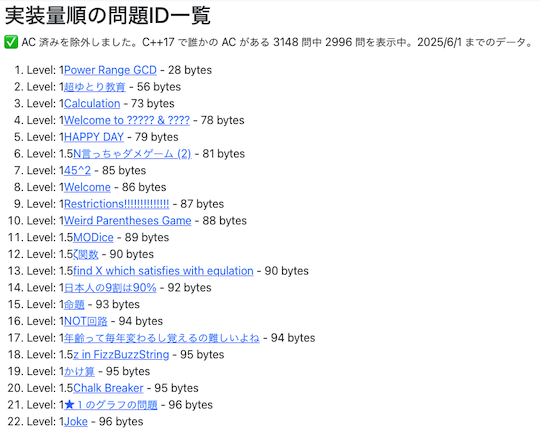 実装量順の問題ID一覧
✅ AC 済みを除外しました。C++17 で誰かの AC がある 3148 問中 2996 問を表示中。2025/6/1 までのデータ。
1. Level: 1Power Range GCD - 28 bytes
2. Level: 1超ゆとり教育 - 56 bytes
3. Level: 1Calculation - 73 bytes
4. Level: 1Welcome to ????? & ???? - 78 bytes
5. Level: 1HAPPY DAY - 79 bytes
6. Level: 1.5N言っちゃダメゲーム (2) - 81 bytes
7. Level: 145^2 - 85 bytes
8. Level: 1Welcome - 86 bytes
9. Level: 1Restrictions!!!!!!!!!!!!!! - 87 bytes
10. Level: 1Weird Parentheses Game - 88 bytes
11. Level: 1.5MODice - 89 bytes
12. Level: 1.5ζ関数 - 90 bytes
13. Level: 1.5find X which satisfies with equlation - 90 bytes
14. Level: 1日本人の9割は90% - 92 bytes
15. Level: 1命題 - 93 bytes
16. Level: 1NOT回路 - 94 bytes
17. Level: 1年齢って毎年変わるし覚えるの難しいよね - 94 bytes
18. Level: 1.5z in FizzBuzzString - 95 bytes
19. Level: 1かけ算 - 95 bytes
20. Level: 1.5Chalk Breaker - 95 bytes
21. Level: 1★１のグラフの問題 - 96 bytes
22. Level: 1Joke - 96 bytes